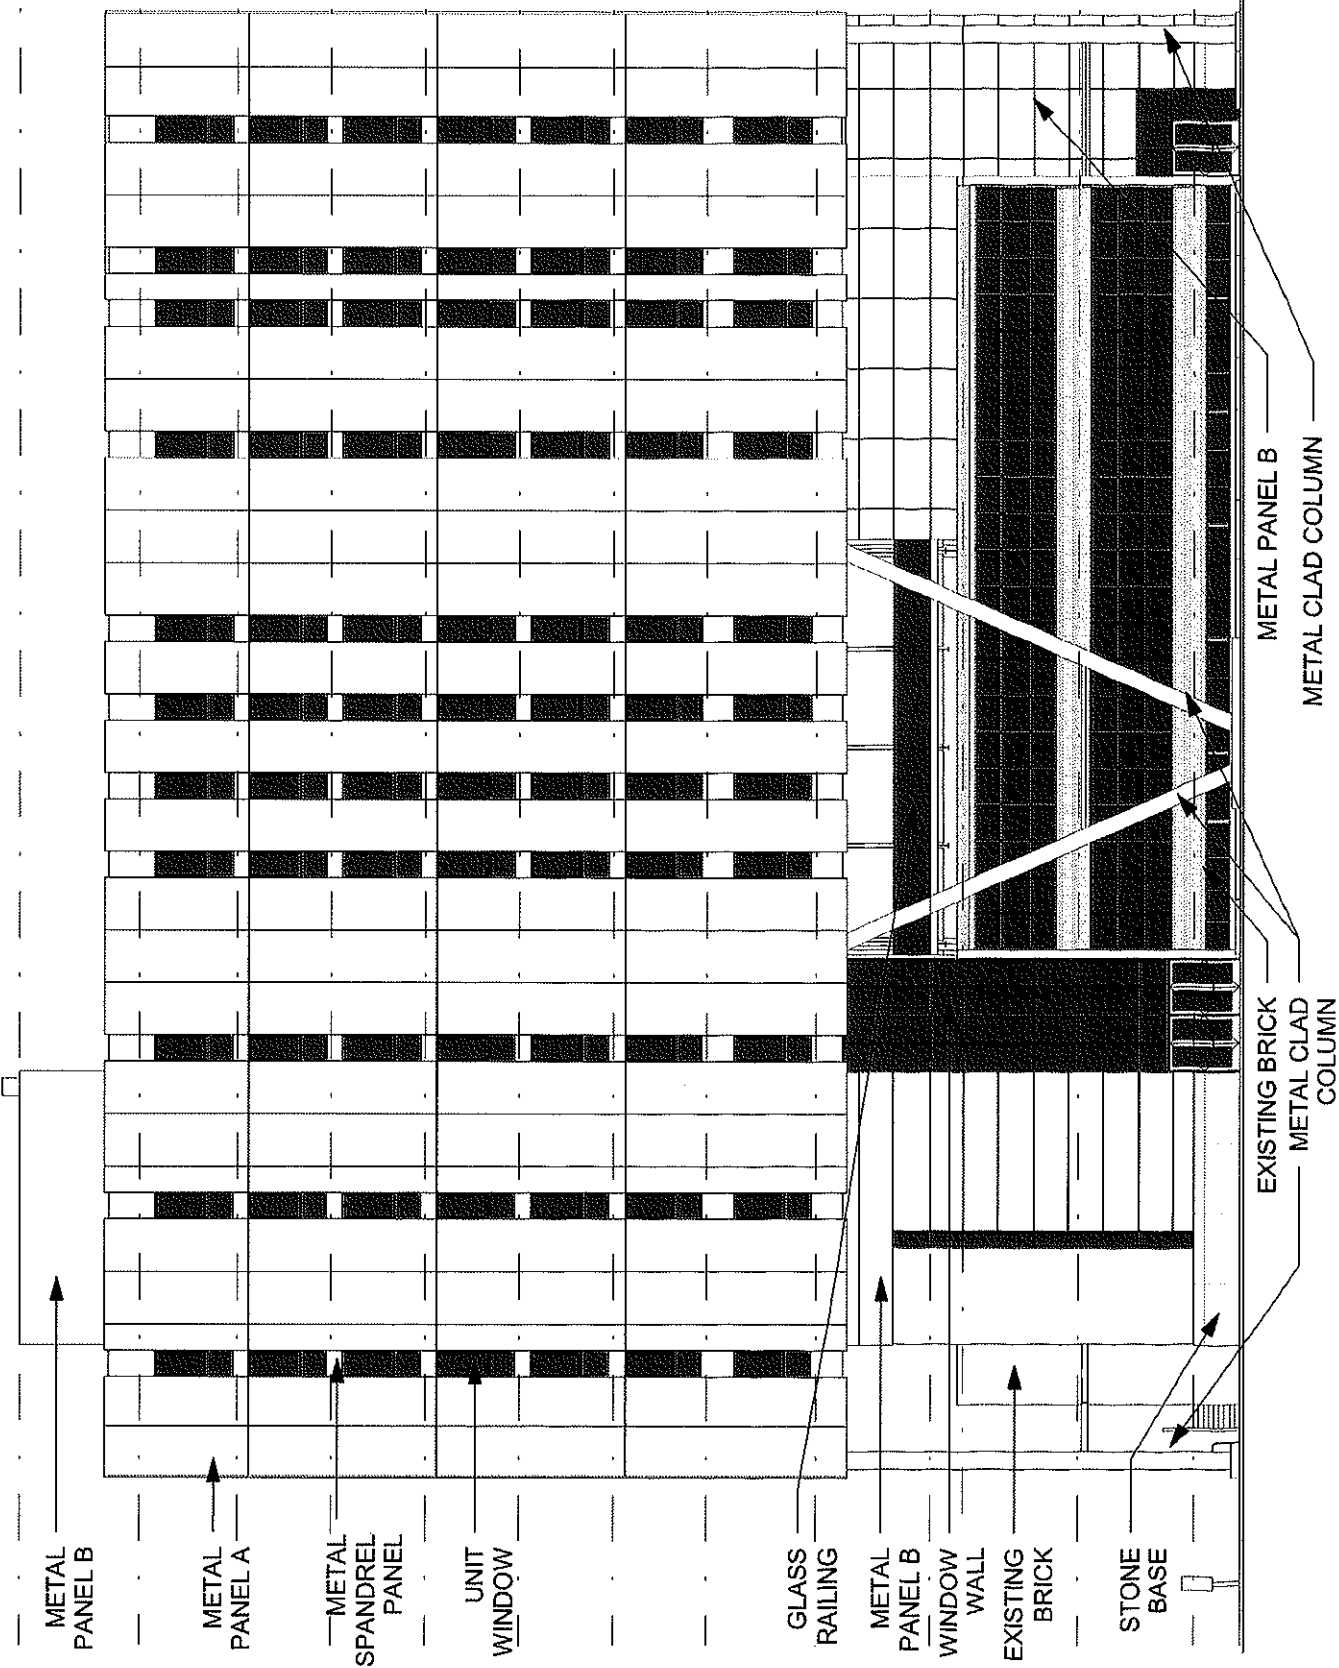 METAL
PANEL B
METAL
PANEL A
METAL
SPANDREL
PANEL
UNIT
WINDOW
GLASS
RAILING
METAL
PANEL B
WINDOW
WALL
EXISTING
BRICK
STONE
BASE
EXISTING BRICK
METAL CLAD
COLUMN
METAL PANEL B
METAL CLAD COLUMN